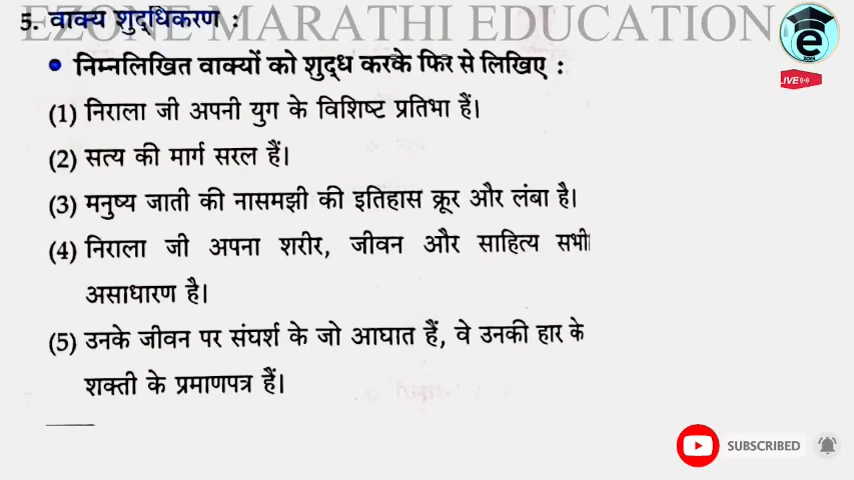 EZONE MARATHI EDUCATION
5. वाक्य शुद्धिकरण :
निम्नलिखित वाक्यों को शुद्ध करके फिर से लिखिए :
(1) निराला जी अपनी युग के विशिष्ट प्रतिभा हैं।
(2) सत्य की मार्ग सरल हैं।
(3) मनुष्य जाती की नासमझी की इतिहास क्रूर और लंबा है।
(4) निराला जी अपना शरीर, जीवन और साहित्य सभी
असाधारण है।
(5) उनके जीवन पर संघर्श के जो आघात हैं, वे उनकी हार के
शक्ती के प्रमाणपत्र हैं।
e
LIVE
SUBSCRIBED